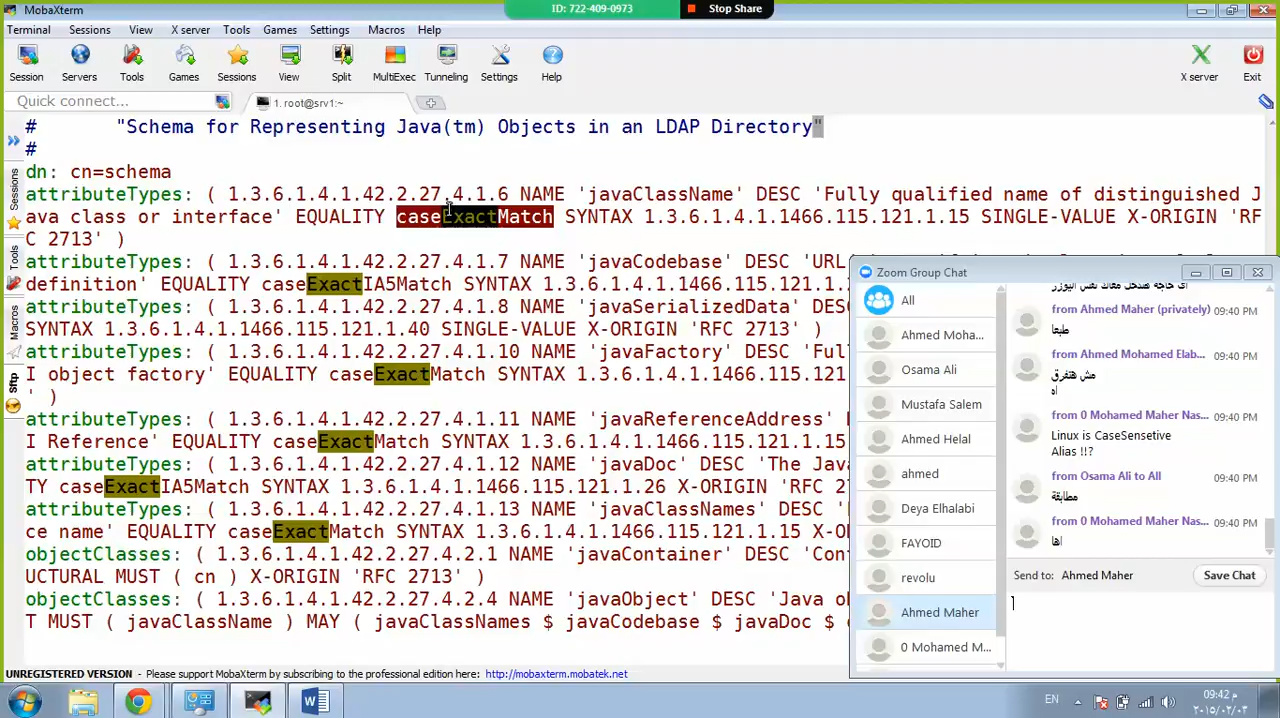 MobaXterm
ID: 722-409-0973
Stop Share
Terminal Sessions View X server Tools Games Settings Macros Help
Session Servers Tools Games Sessions View Split MultiExec Tunneling Settings Help X server Exit
Quick connect...
1. root@srv1:~
# "Schema for Representing Java(tm) Objects in an LDAP Directory"
#
dn: cn=schema
attributeTypes: ( 1.3.6.1.4.1.42.2.27.4.1.6 NAME 'javaClassName' DESC 'Fully qualified name of distinguished J
ava class or interface' EQUALITY caseExactMatch SYNTAX 1.3.6.1.4.1.1466.115.121.1.15 SINGLE-VALUE X-ORIGIN 'RF
C 2713' )
attributeTypes: ( 1.3.6.1.4.1.42.2.27.4.1.7 NAME 'javaCodebase' DESC 'URL
definition' EQUALITY caseExactIA5Match SYNTAX 1.3.6.1.4.1.1466.115.121.1.
attributeTypes: ( 1.3.6.1.4.1.42.2.27.4.1.8 NAME 'javaSerializedData' DESC
SYNTAX 1.3.6.1.4.1.1466.115.121.1.40 SINGLE-VALUE X-ORIGIN 'RFC 2713' )
attributeTypes: ( 1.3.6.1.4.1.42.2.27.4.1.10 NAME 'javaFactory' DESC 'Ful
I object factory' EQUALITY caseExactMatch SYNTAX 1.3.6.1.4.1.1466.115.121
' )
attributeTypes: ( 1.3.6.1.4.1.42.2.27.4.1.11 NAME 'javaReferenceAddress'
I Reference' EQUALITY caseExactMatch SYNTAX 1.3.6.1.4.1.1466.115.121.1.15
attributeTypes: ( 1.3.6.1.4.1.42.2.27.4.1.12 NAME 'javaDoc' DESC 'The Java
TY caseExactIA5Match SYNTAX 1.3.6.1.4.1.1466.115.121.1.26 X-ORIGIN 'RFC 2
attributeTypes: ( 1.3.6.1.4.1.42.2.27.4.1.13 NAME 'javaClassNames' DESC '
ce name' EQUALITY caseExactMatch SYNTAX 1.3.6.1.4.1.1466.115.121.1.15 X-O
objectClasses: ( 1.3.6.1.4.1.42.2.27.4.2.1 NAME 'javaContainer' DESC 'Con
UCTURAL MUST ( cn ) X-ORIGIN 'RFC 2713' )
objectClasses: ( 1.3.6.1.4.1.42.2.27.4.2.4 NAME 'javaObject' DESC 'Java o
T MUST ( javaClassName ) MAY ( javaClassNames $ javaCodebase $ javaDoc $
Sessions
Tools
Macros
Sftp
Zoom Group Chat
All
Ahmed Moha...
Osama Ali
Mustafa Salem
Ahmed Helal
ahmed
Deya Elhalabi
FAYOID
revolu
Ahmed Maher
0 Mohamed M...
from Ahmed Maher (privately) 09:40 PM
طبعا
from Ahmed Mohamed Elab... 09:40 PM
مش هتفرق
اه
from 0 Mohamed Maher Nas... 09:40 PM
Linux is CaseSensetive
Alias !!?
from Osama Ali to All 09:40 PM
مطابقة
from 0 Mohamed Maher Nas... 09:40 PM
اها
Send to: Ahmed Maher
Save Chat
UNREGISTERED VERSION - Please support MobaXterm by subscribing to the professional edition here: http://mobaxterm.mobatek.net
EN
09:42 م
٢٠١٥/٠٢/٠٣